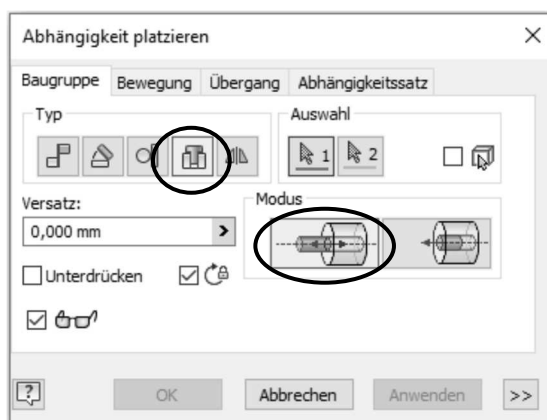 Abhängigkeit platzieren
Baugruppe Bewegung Übergang Abhängigkeitssatz
Typ
Auswahl
1
2
Versatz:
0,000 mm
Modus
Unterdrücken
?
OK
Abbrechen
Anwenden
>>